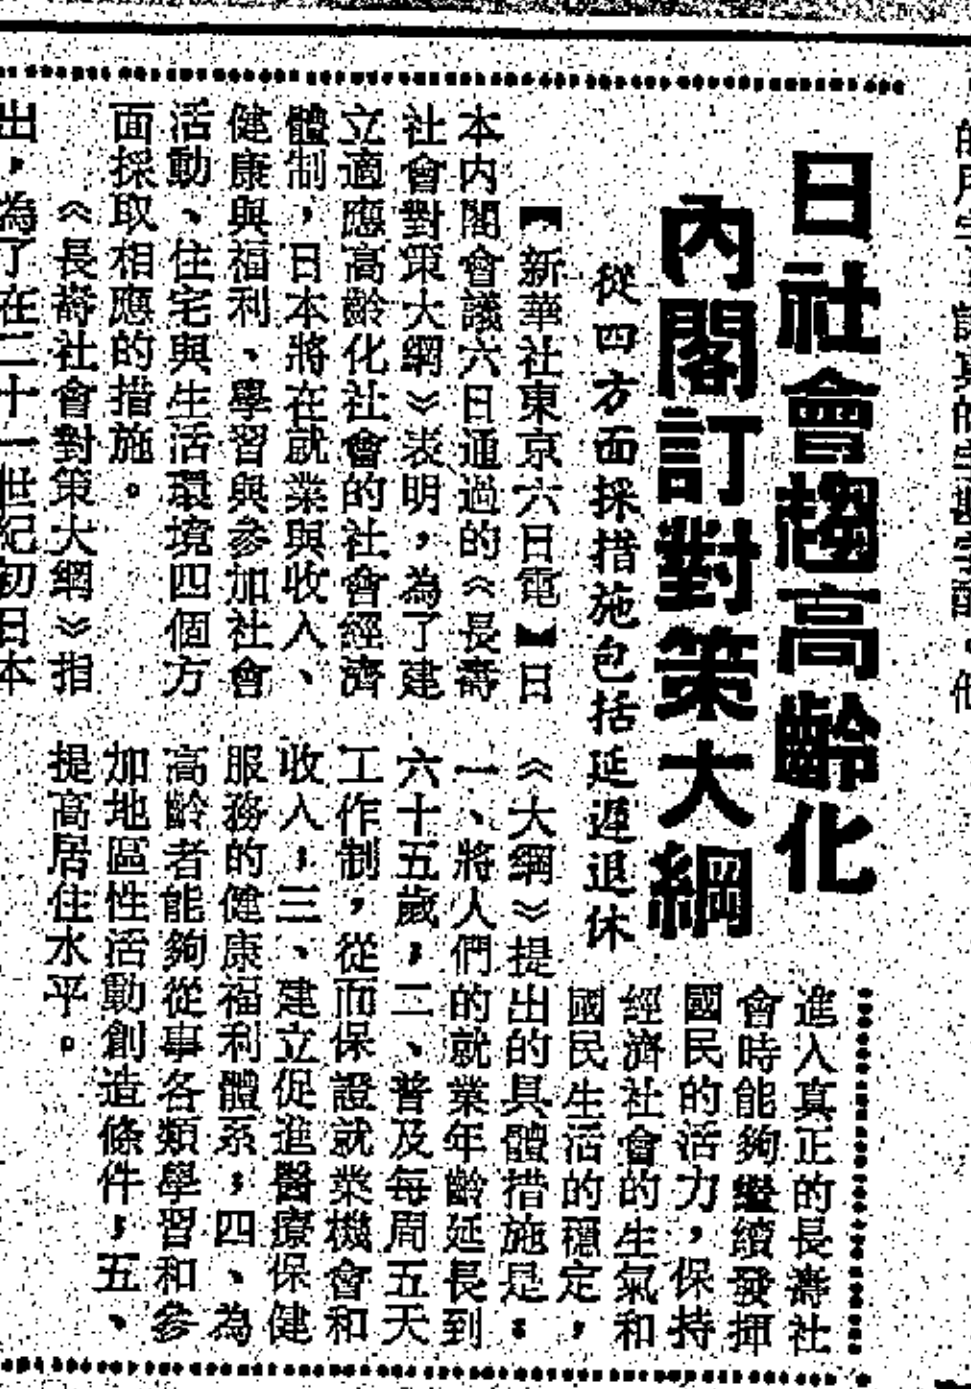 日社會趨高齡化
內閣訂對策大綱
從四方面採措施包括延遲退休
【新華社東京六日電】日
本內閣會議六日通過的《長壽
社會對策大綱》表明，為了建
立適應高齡化社會的社會經濟
體制，日本將在就業與收入、
健康與福利、學習與參加社會
活動、住宅與生活環境四個方
面採取相應的措施。
《長壽社會對策大綱》指
出，為了在二十一世紀初日本
進入真正的長壽社
會時能夠繼續發揮
國民的活力，保持
經濟社會的生氣和
國民生活的穩定，
《大綱》提出的具體措施是：
一、將人們的就業年齡延長到
六十五歲；二、普及每周五天
工作制，從而保證就業機會和
收入；三、建立促進醫療保健
服務的健康福利體系；四、為
高齡者能夠從事各類學習和參
加地區性活動創造條件；五、
提高居住水平。